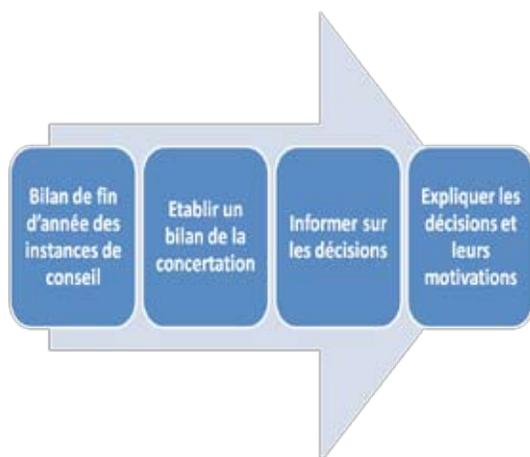 Bilan de fin
d'année des
instances de
conseil
Etablir un
bilan de la
concertation
Informer sur
les décisions
Expliquer les
décisions et
leurs
motivations